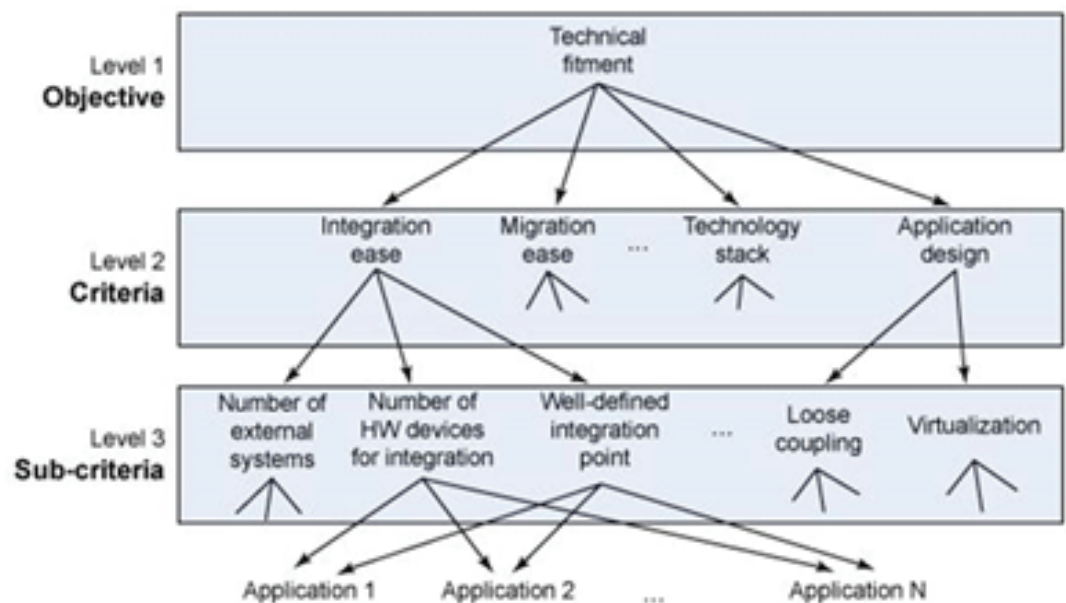 Technical
fitment
Level 1
Objective
Integration
ease
Migration
ease
...
Technology
stack
Application
design
Level 2
Criteria
Number of
external
systems
Number of
HW devices
for integration
Well-defined
integration
point
...
Loose
coupling
Virtualization
Level 3
Sub-criteria
Application 1
Application 2
...
Application N